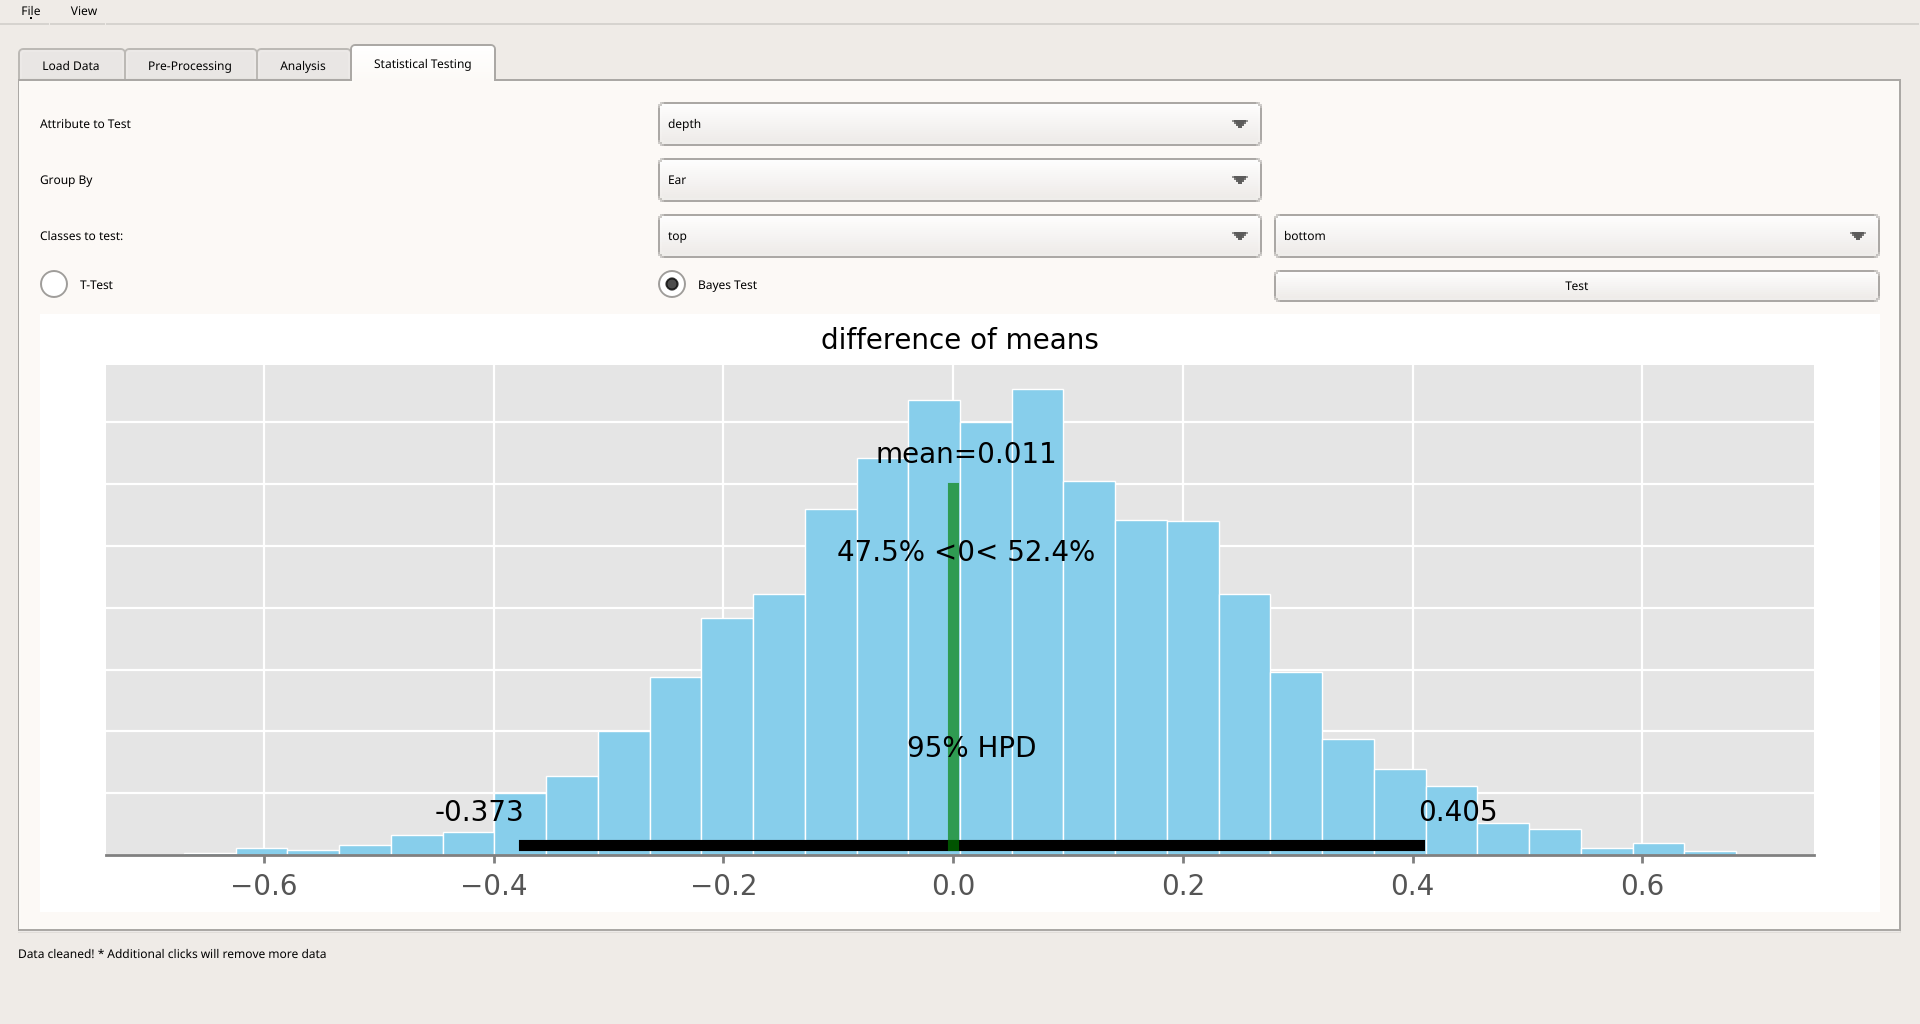 File View
Load Data Pre-Processing Analysis Statistical Testing
Attribute to Test depth
Group By Ear
Classes to test: top bottom
T-Test Bayes Test Test
difference of means
mean=0.011
47.5% <0< 52.4%
95% HPD
-0.373 0.405
−0.6 −0.4 −0.2 0.0 0.2 0.4 0.6
Data cleaned! * Additional clicks will remove more data